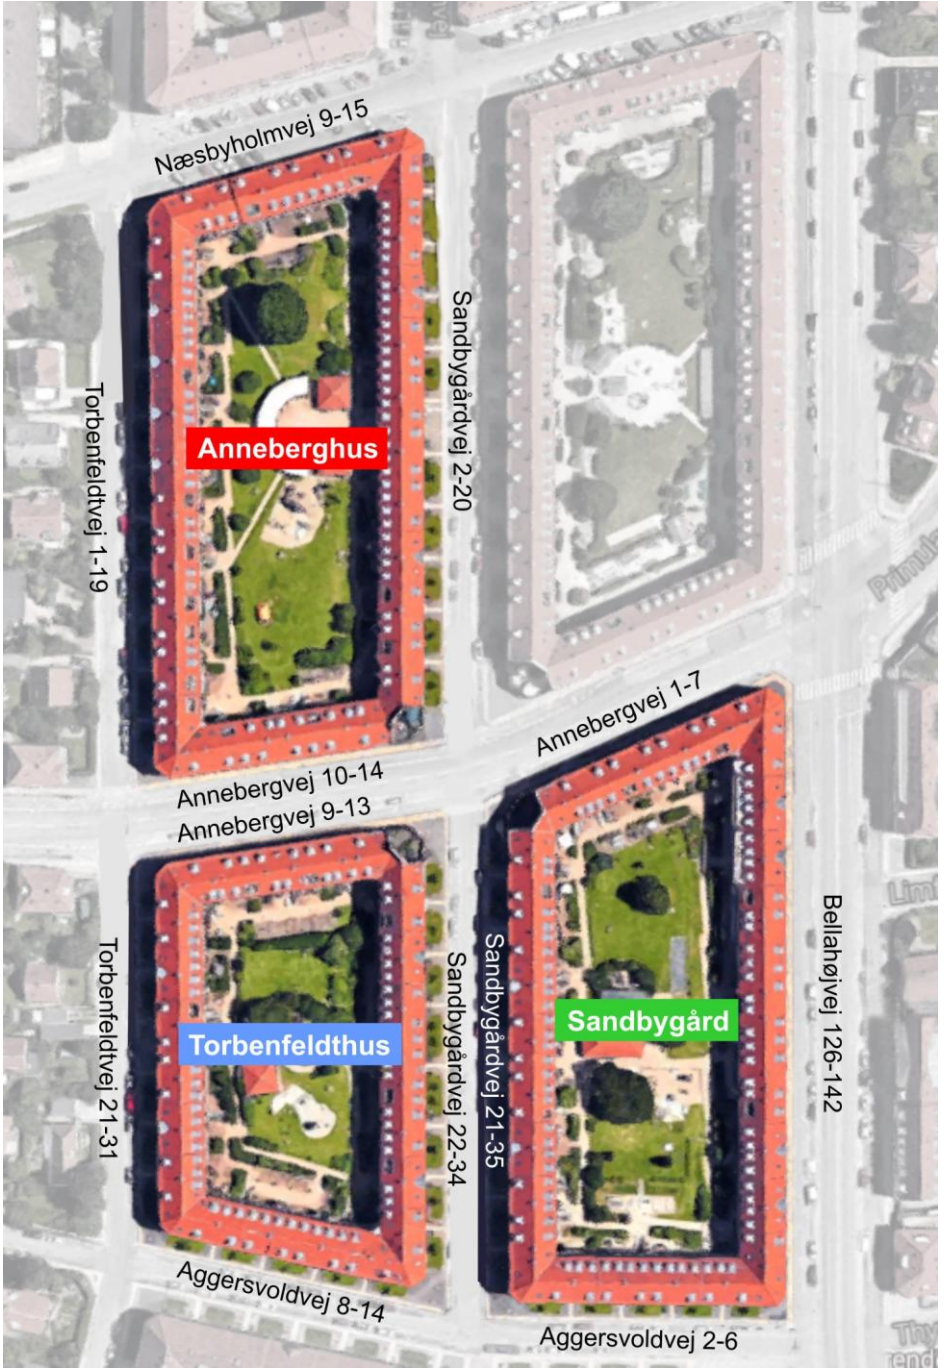 Næsbyholmvej 9-15
Sandbygårdvej 2-20
Torbenfeldtvej 1-19
Anneberghus
Annebergvej 1-7
Annebergvej 10-14
Annebergvej 9-13
Bellahøjvej 126-142
Torbenfeldtvej 21-31
Sandbygårdvej 22-34
Sandbygårdvej 21-35
Sandbygård
Torbenfeldthus
Aggersvoldvej 8-14
Aggersvoldvej 2-6